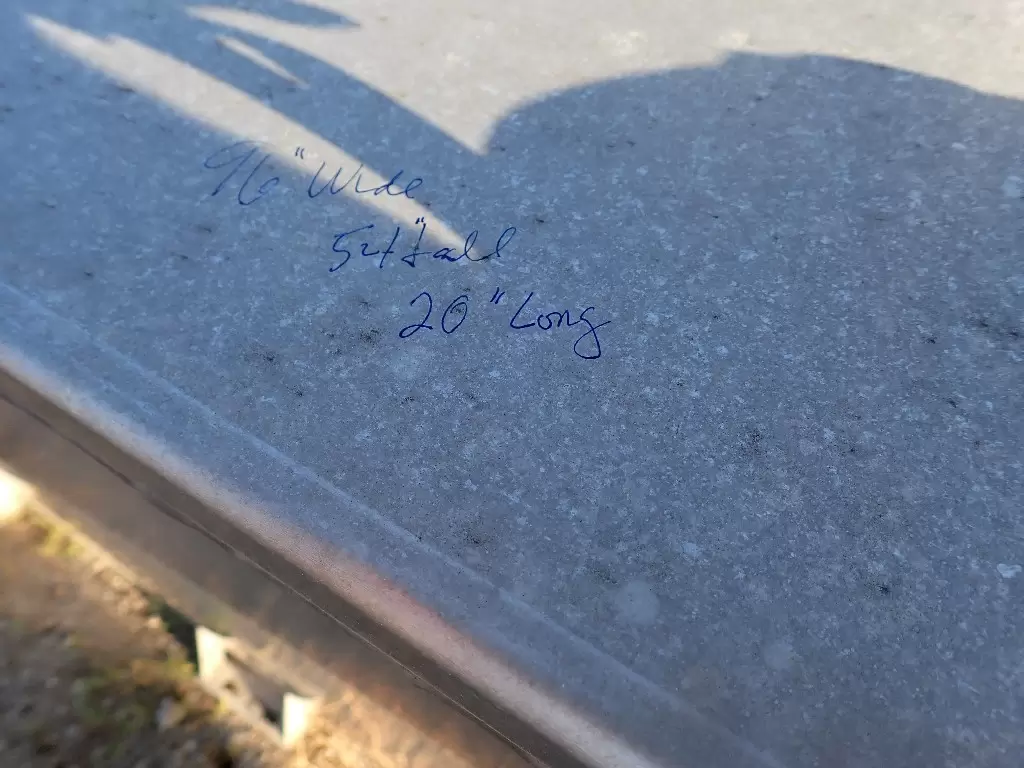 96" Wide
54" tall
20" Long